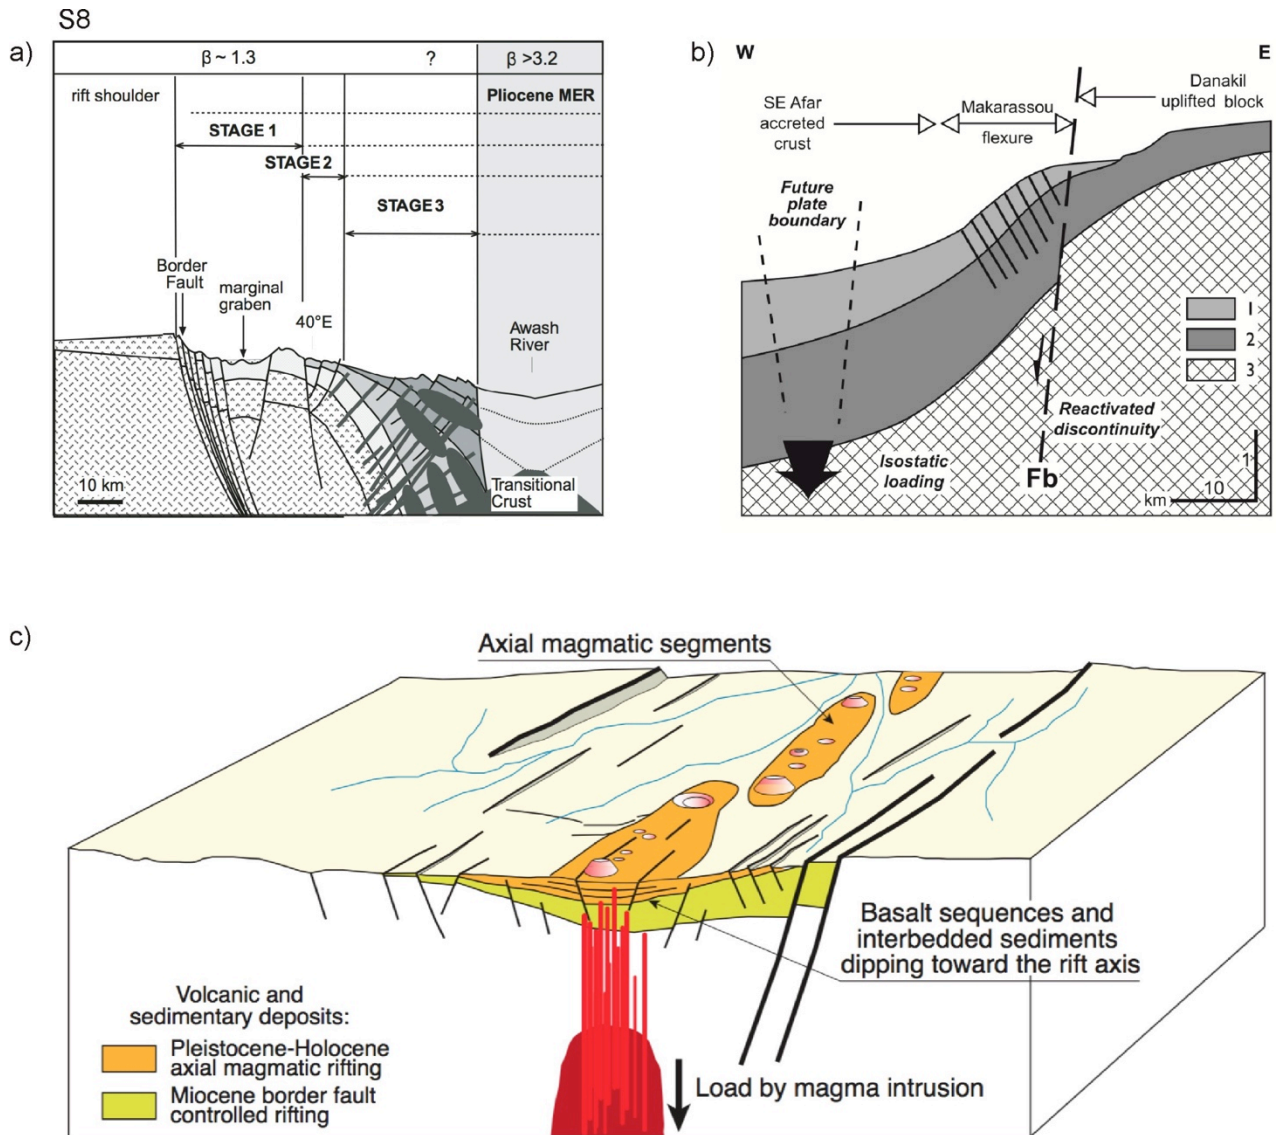 S8
a)
β ~ 1.3
?
β >3.2
rift shoulder
Pliocene MER
STAGE 1
STAGE 2
STAGE 3
Border
Fault
marginal
graben
40°E
Awash
River
10 km
Transitional
Crust
b)
W
E
SE Afar
accreted
crust
Makarassou
flexure
Danakil
uplifted block
Future
plate
boundary
1
2
3
Reactivated
discontinuity
Isostatic
loading
Fb
km
10
1
c)
Axial magmatic segments
Basalt sequences and
interbedded sediments
dipping toward the rift axis
Volcanic and
sedimentary deposits:
Pleistocene-Holocene
axial magmatic rifting
Miocene border fault
controlled rifting
Load by magma intrusion